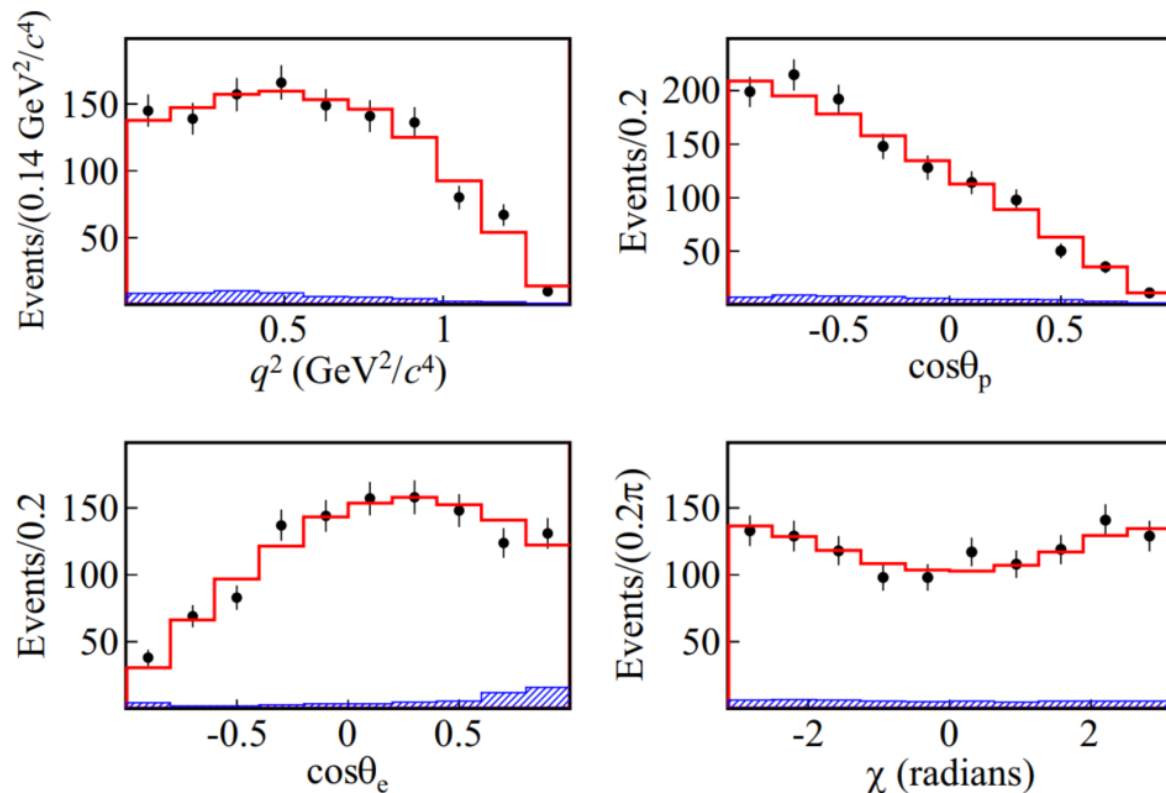 Events/(0.14 GeV²/c⁴)
150
100
50
0.5 1
q² (GeV²/c⁴)
Events/0.2
200
150
100
50
-0.5 0 0.5
cosθₚ
Events/0.2
150
100
50
-0.5 0 0.5
cosθₑ
Events/(0.2π)
150
100
50
-2 0 2
χ (radians)